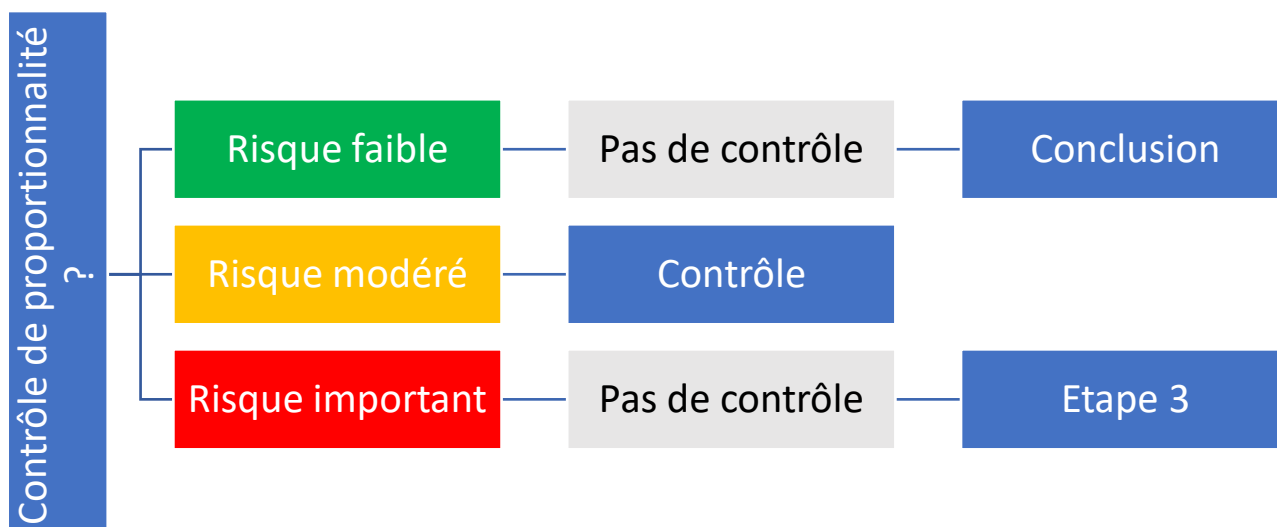 Contrôle de proportionnalité
?
Risque faible
Pas de contrôle
Conclusion
Risque modéré
Contrôle
Risque important
Pas de contrôle
Etape 3